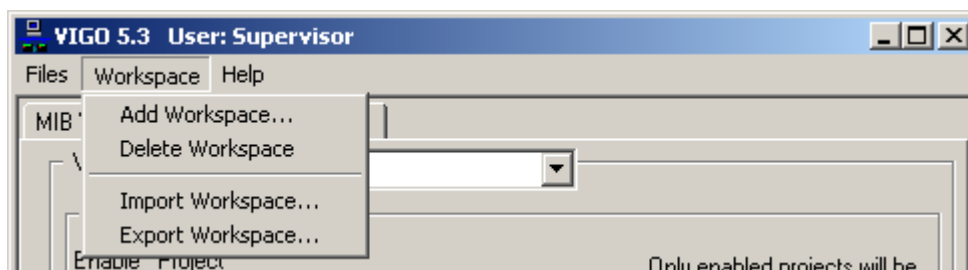 VIGO 5.3 User: Supervisor
Files Workspace Help
MIB
Add Workspace...
Delete Workspace
Import Workspace...
Export Workspace...
Enable Project
Only enabled projects will be